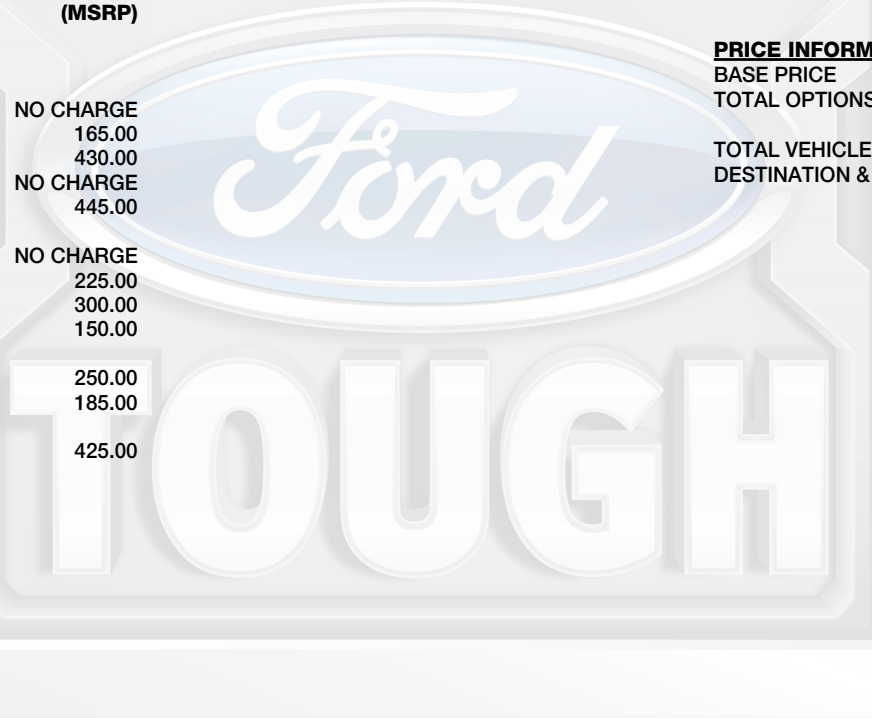 (MSRP)
NO CHARGE
165.00
430.00
NO CHARGE
445.00
NO CHARGE
225.00
300.00
150.00
250.00
185.00
425.00
PRICE INFORM
BASE PRICE
TOTAL OPTIONS
TOTAL VEHICLE
DESTINATION &
Ford
TOUGH